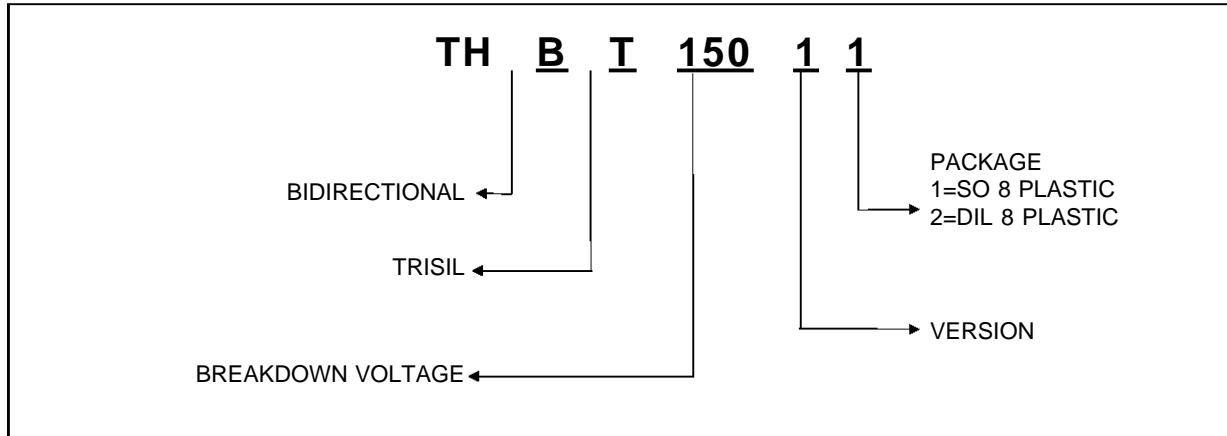 TH B T 150 1 1
PACKAGE
1=SO 8 PLASTIC
2=DIL 8 PLASTIC
BIDIRECTIONAL
TRISIL
VERSION
BREAKDOWN VOLTAGE